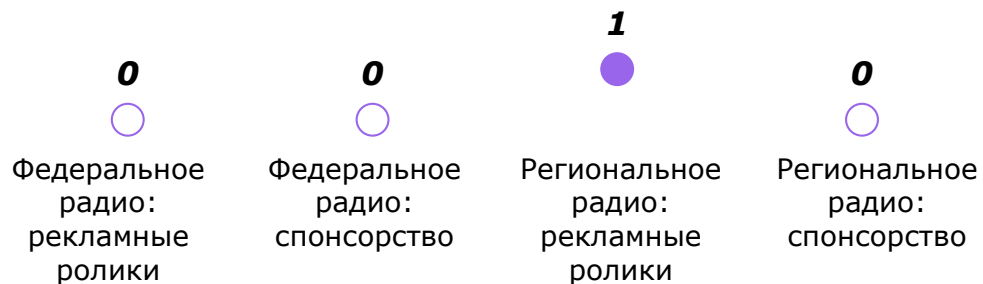 1
0
0
0
Федеральное
радио:
рекламные
ролики
Федеральное
радио:
спонсорство
Региональное
радио:
рекламные
ролики
Региональное
радио:
спонсорство